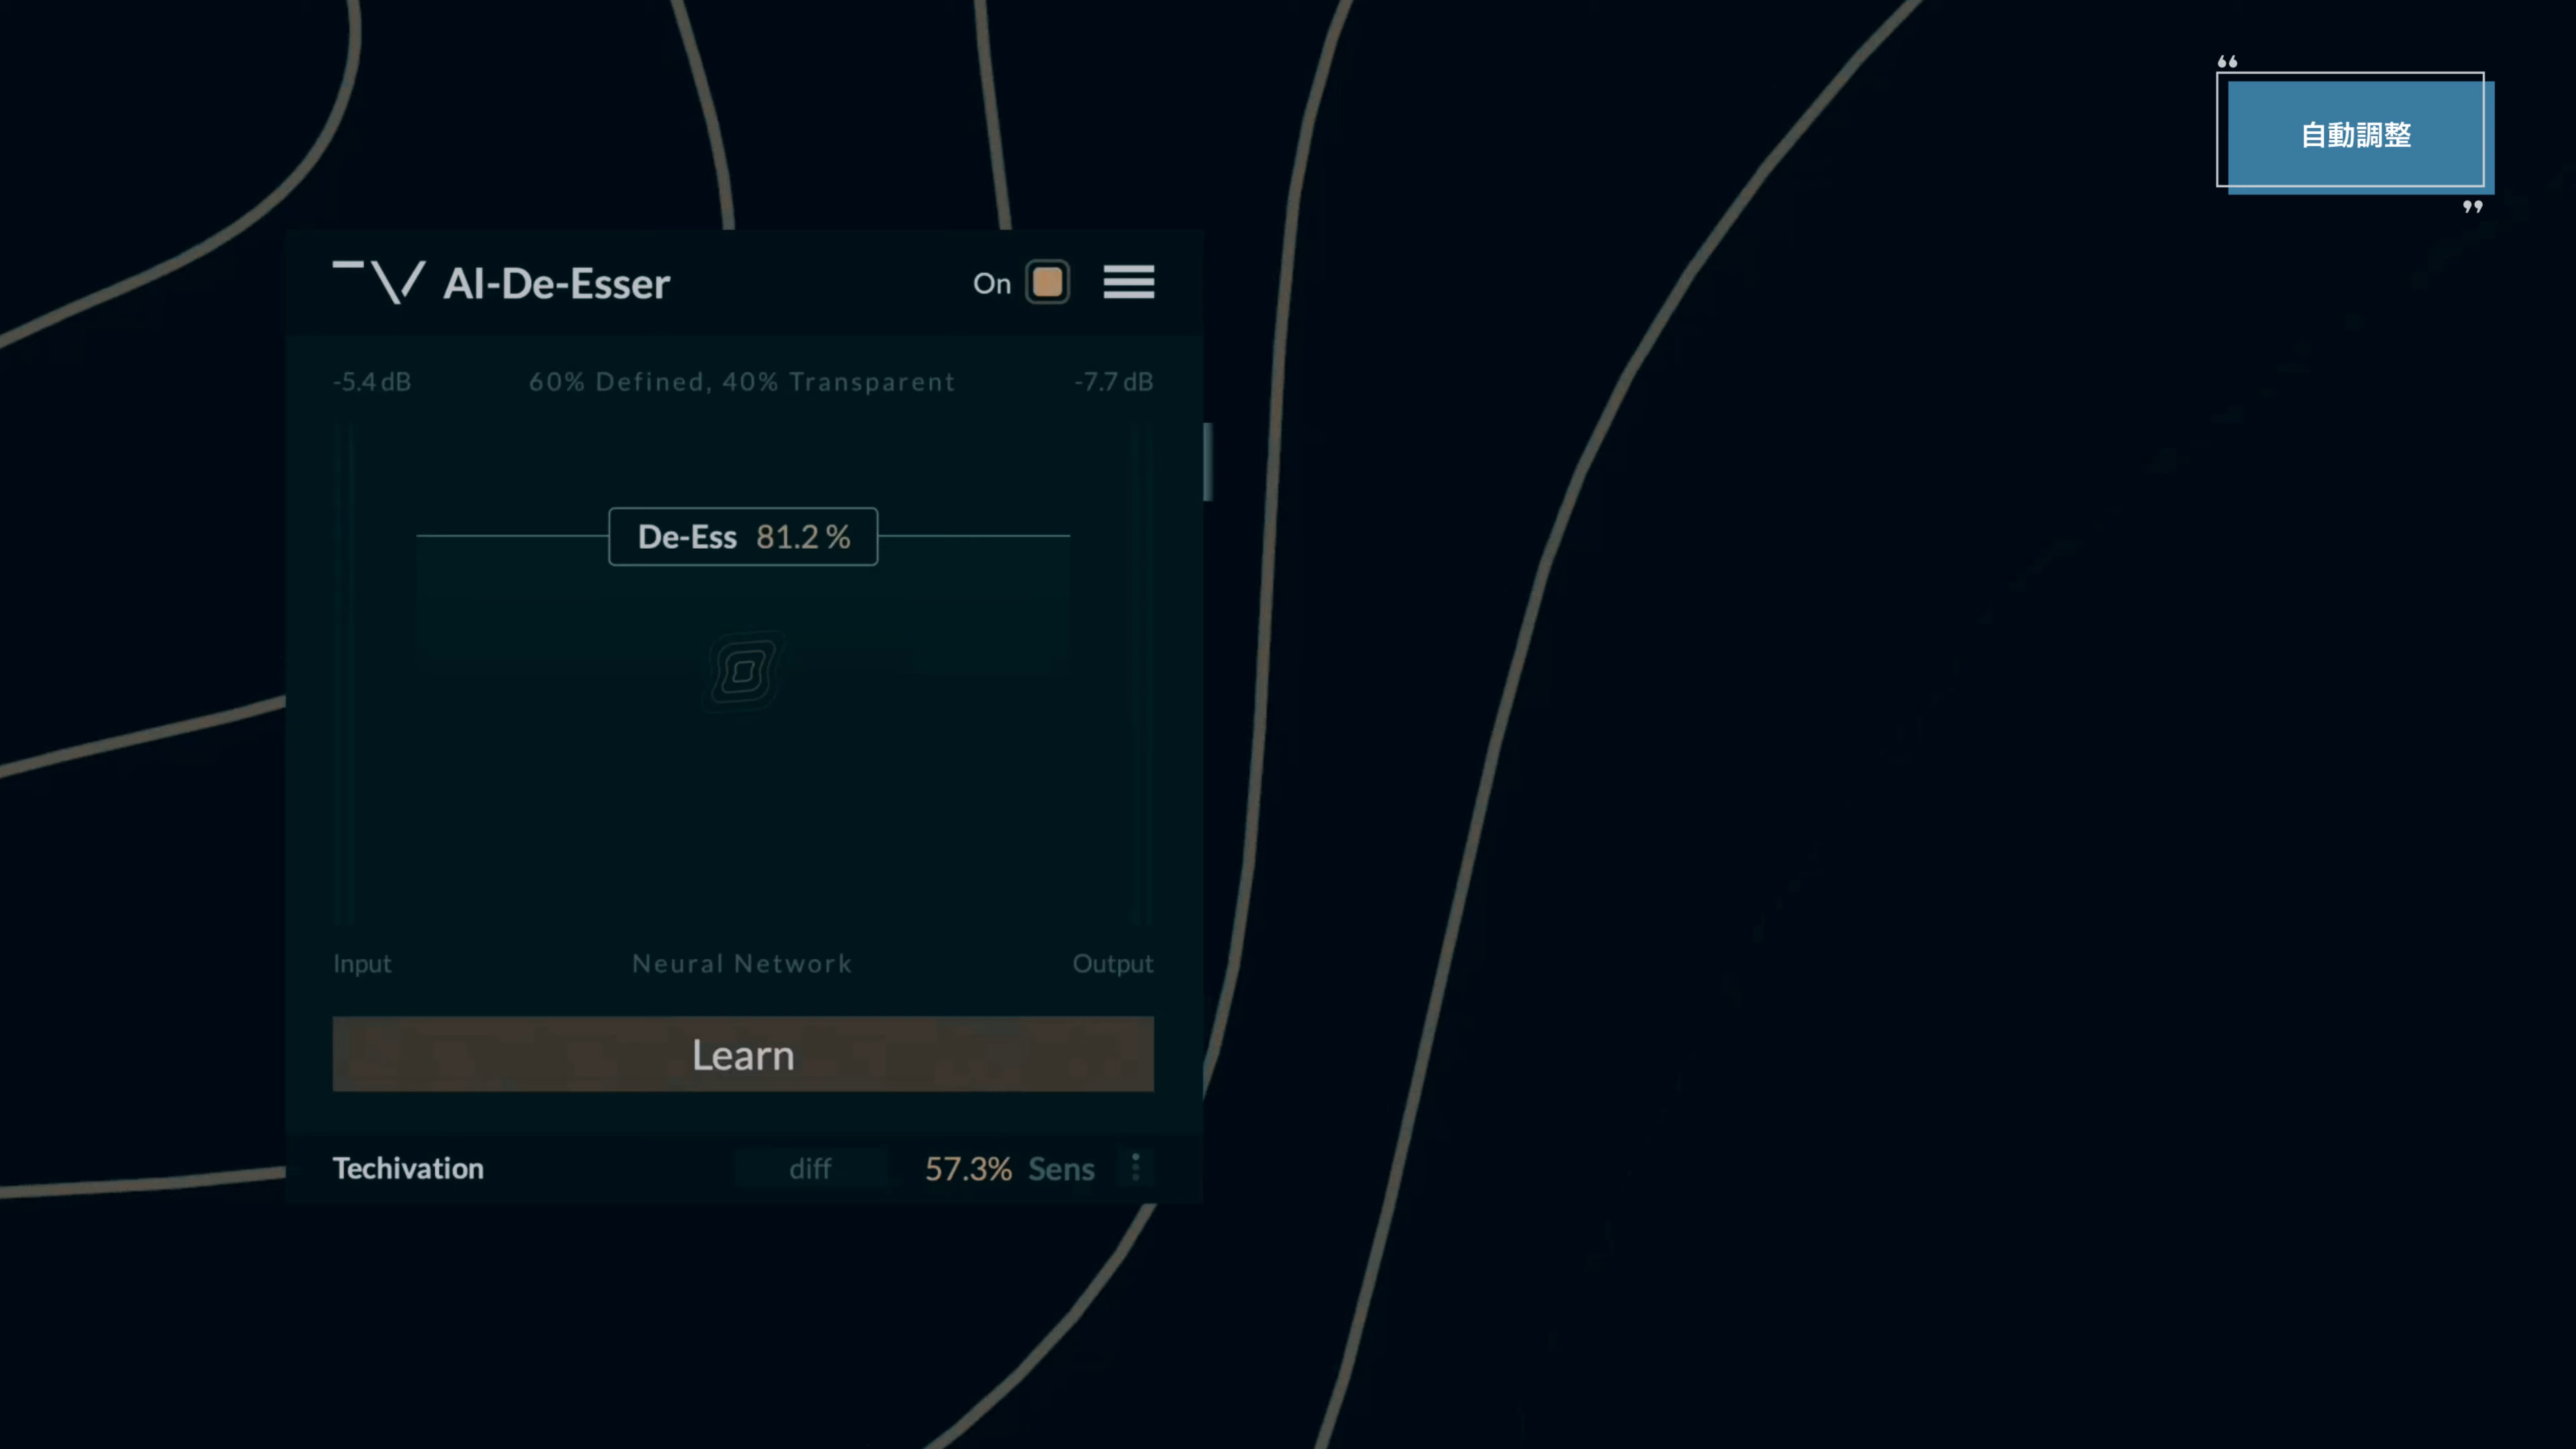 自動調整
AI-De-Esser
On
-5.4 dB
60% Defined, 40% Transparent
-7.7 dB
De-Ess 81.2 %
Input
Neural Network
Output
Learn
Techivation
diff
57.3% Sens